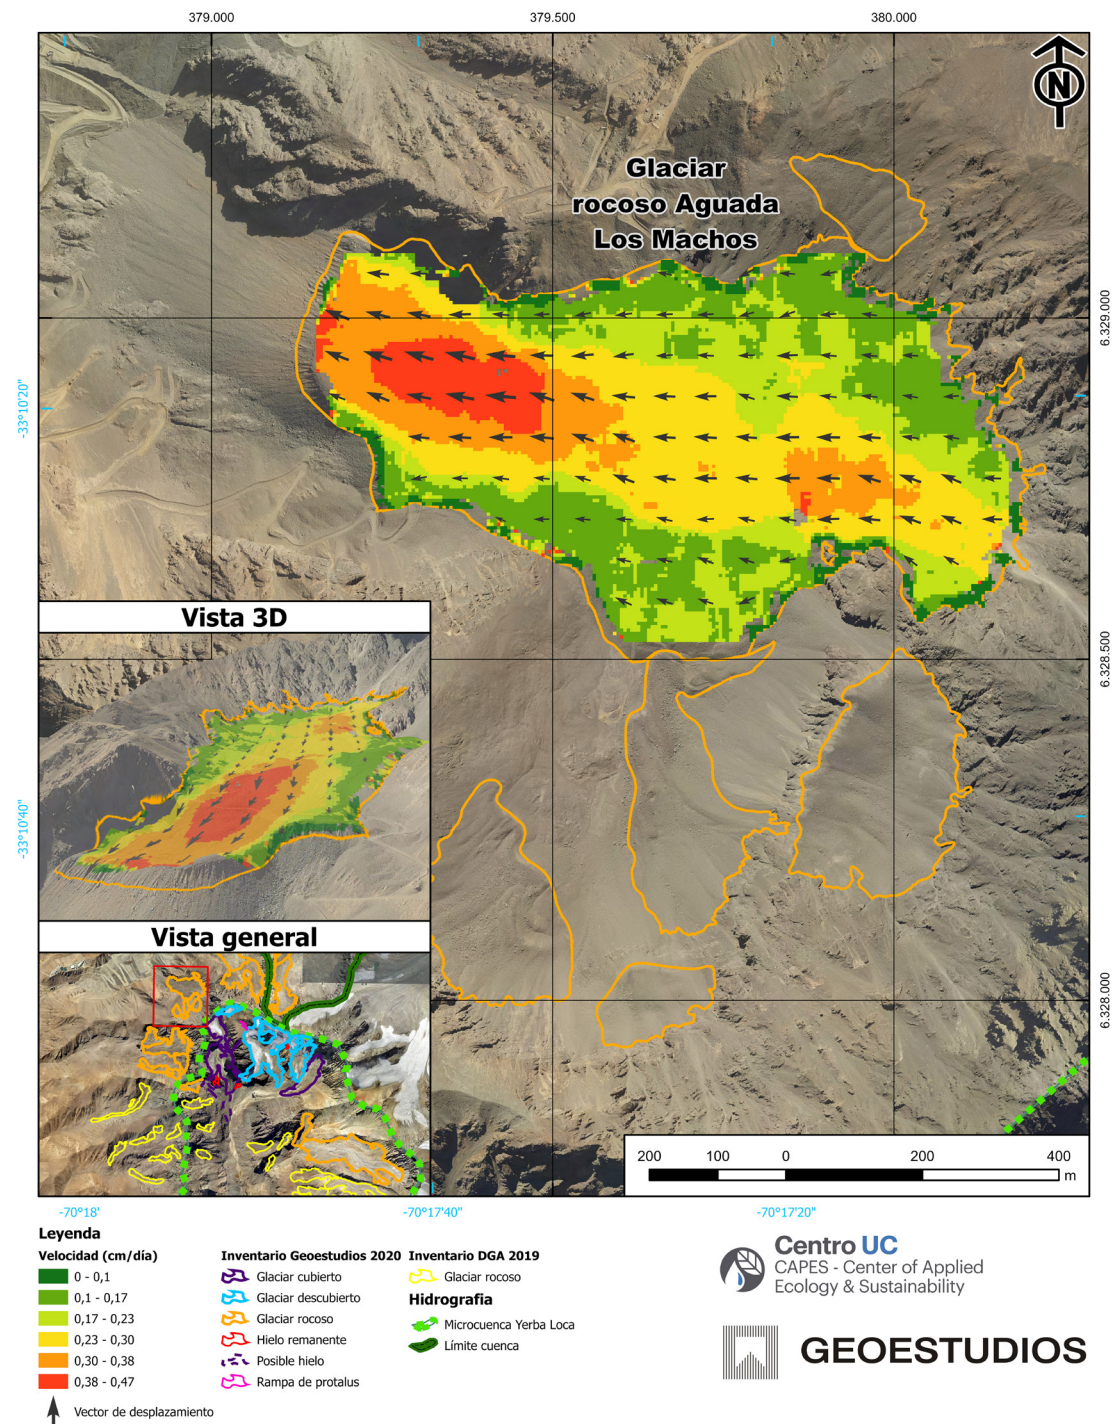 379.000
379.500
380.000
N
Glaciar
rocoso Aguada
Los Machos
6.329.000
-33°10'20"
6.328.500
Vista 3D
-33°10'40"
Vista general
6.328.000
200
100
0
200
400
m
-70°18'
-70°17'40"
-70°17'20"
Leyenda
Velocidad (cm/día)
0 - 0,1
0,1 - 0,17
0,17 - 0,23
0,23 - 0,30
0,30 - 0,38
0,38 - 0,47
Vector de desplazamiento
Inventario Geoestudios 2020
Glaciar cubierto
Glaciar descubierto
Glaciar rocoso
Hielo remanente
Posible hielo
Rampa de protalus
Inventario DGA 2019
Glaciar rocoso
Hidrografia
Microcuenca Yerba Loca
Límite cuenca
Centro UC
CAPES - Center of Applied
Ecology & Sustainability
GEOESTUDIOS